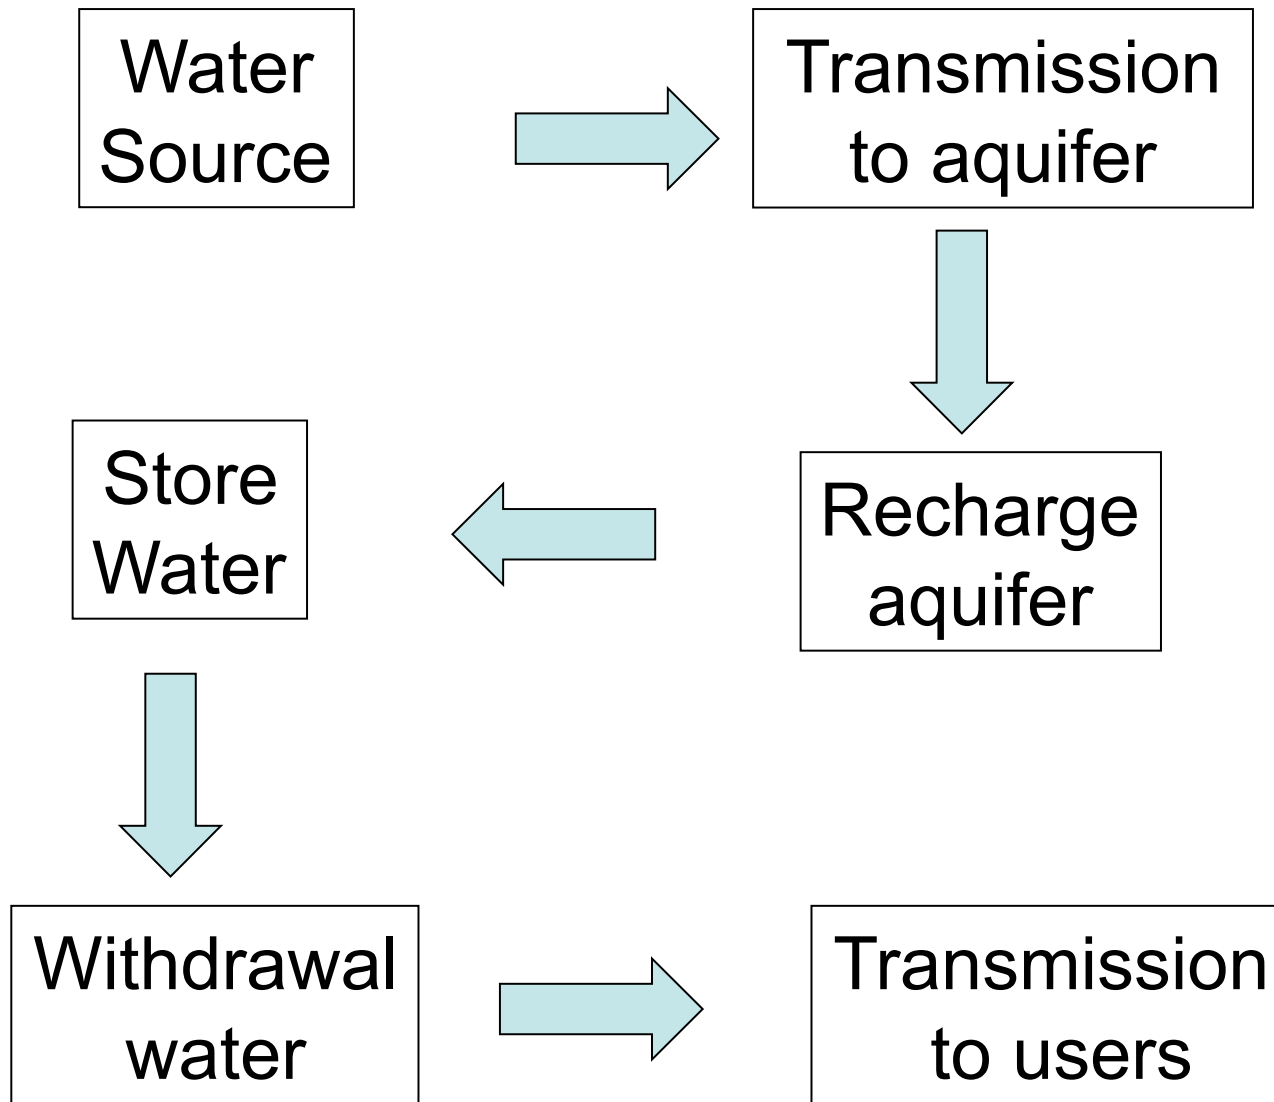 Water
Source
Transmission
to aquifer
Recharge
aquifer
Store
Water
Withdrawal
water
Transmission
to users